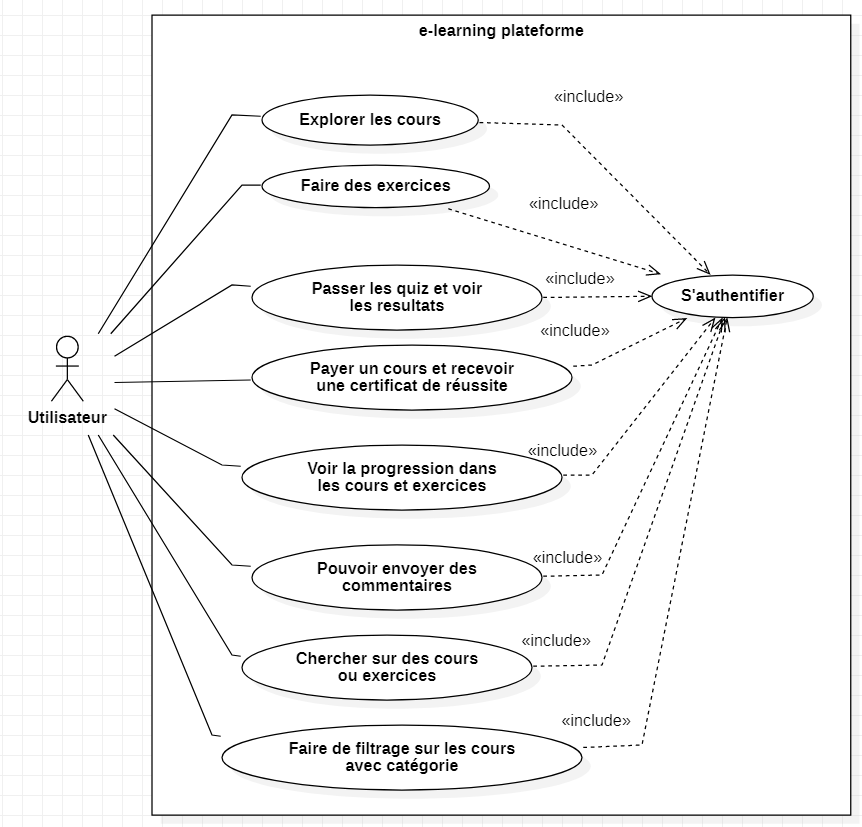 e-learning plateforme
«include»
Explorer les cours
Faire des exercices
«include»
«include»
Passer les quiz et voir
les resultats
S'authentifier
«include»
Payer un cours et recevoir
une certificat de réussite
Utilisateur
«include»
Voir la progression dans
les cours et exercices
«include»
Pouvoir envoyer des
commentaires
«include»
Chercher sur des cours
ou exercices
«include»
Faire de filtrage sur les cours
avec catégorie